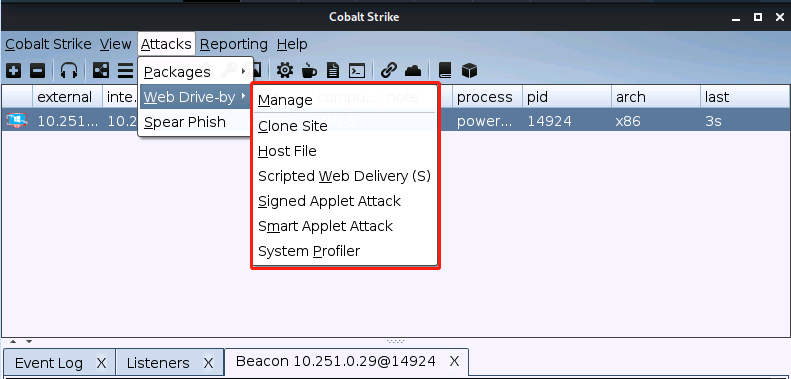 Cobalt Strike
Cobalt Strike View Attacks Reporting Help
Packages
Web Drive-by
Spear Phish
Manage
Clone Site
Host File
Scripted Web Delivery (S)
Signed Applet Attack
Smart Applet Attack
System Profiler
external inte... note process pid arch last
10.251.... 10.2 power... 14924 x86 3s
Event Log X Listeners X Beacon 10.251.0.29@14924 X